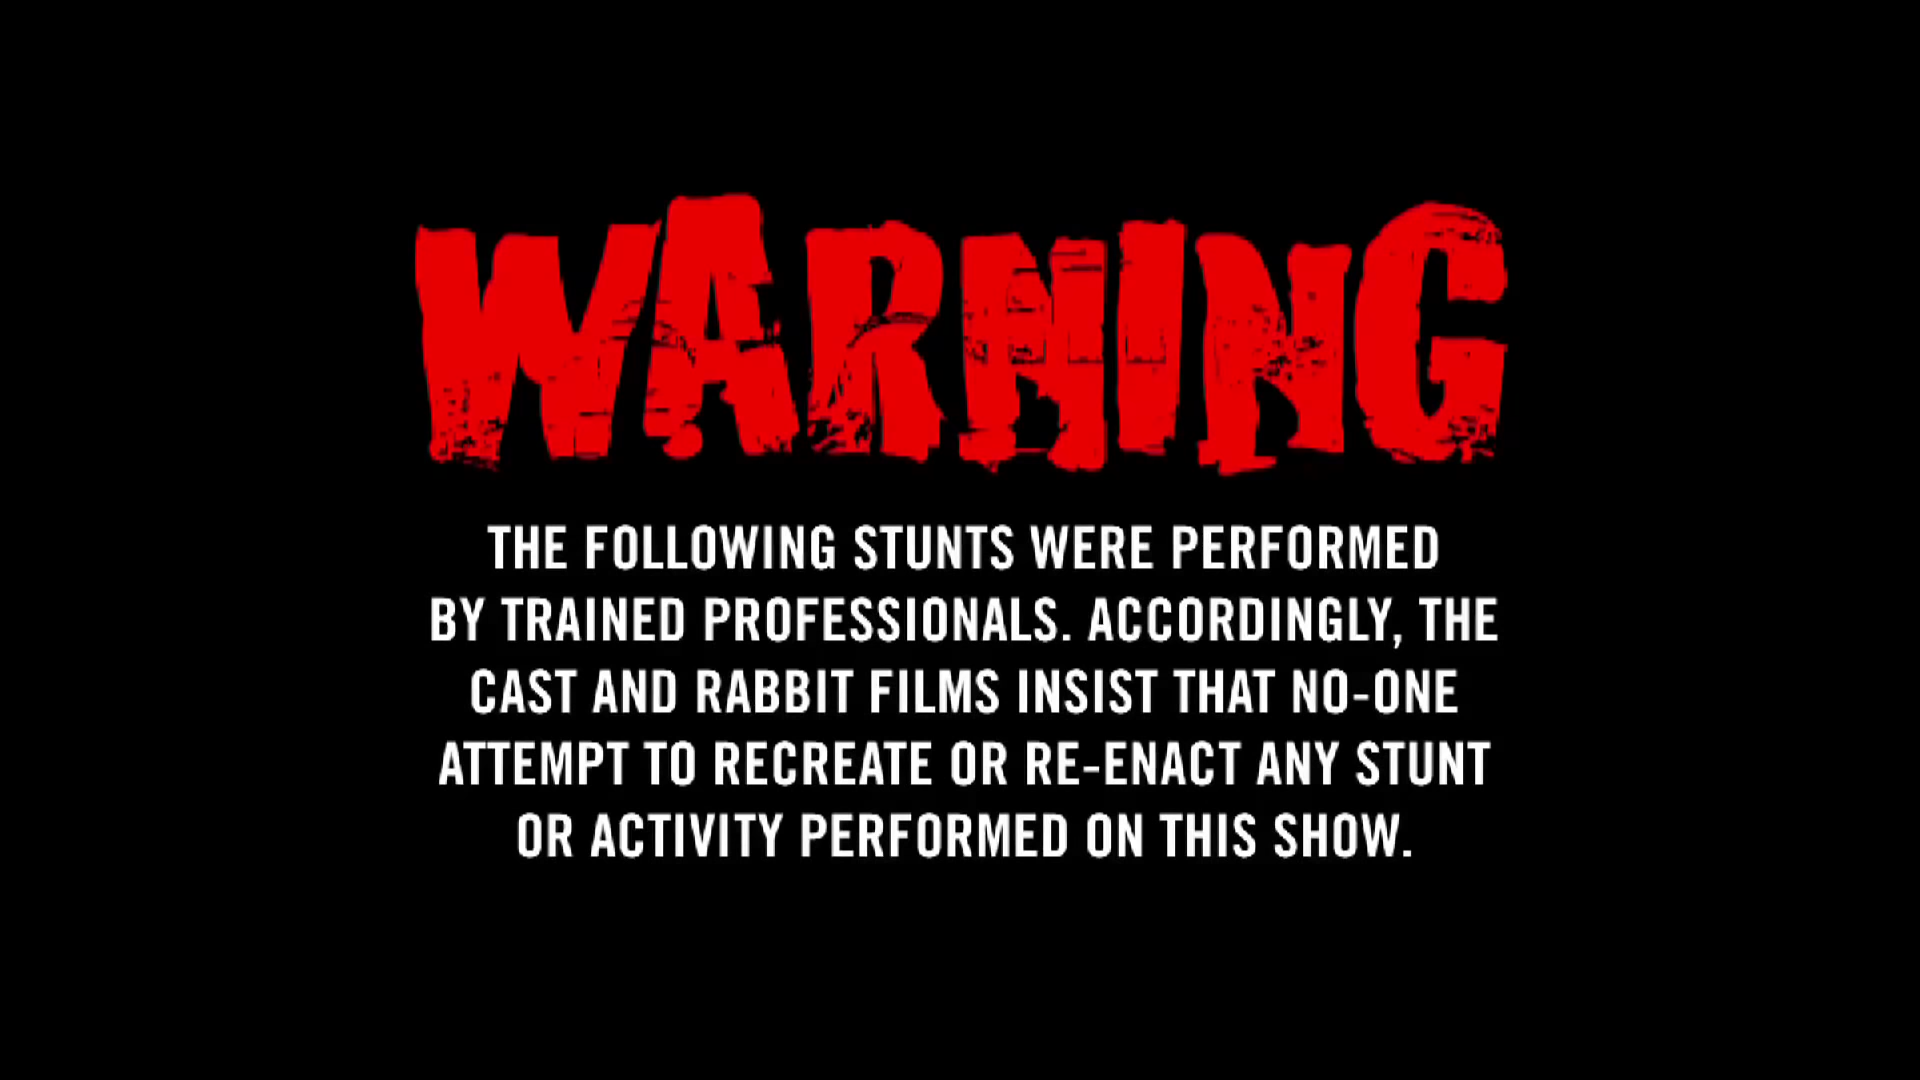 WARNING
THE FOLLOWING STUNTS WERE PERFORMED
BY TRAINED PROFESSIONALS. ACCORDINGLY, THE
CAST AND RABBIT FILMS INSIST THAT NO-ONE
ATTEMPT TO RECREATE OR RE-ENACT ANY STUNT
OR ACTIVITY PERFORMED ON THIS SHOW.